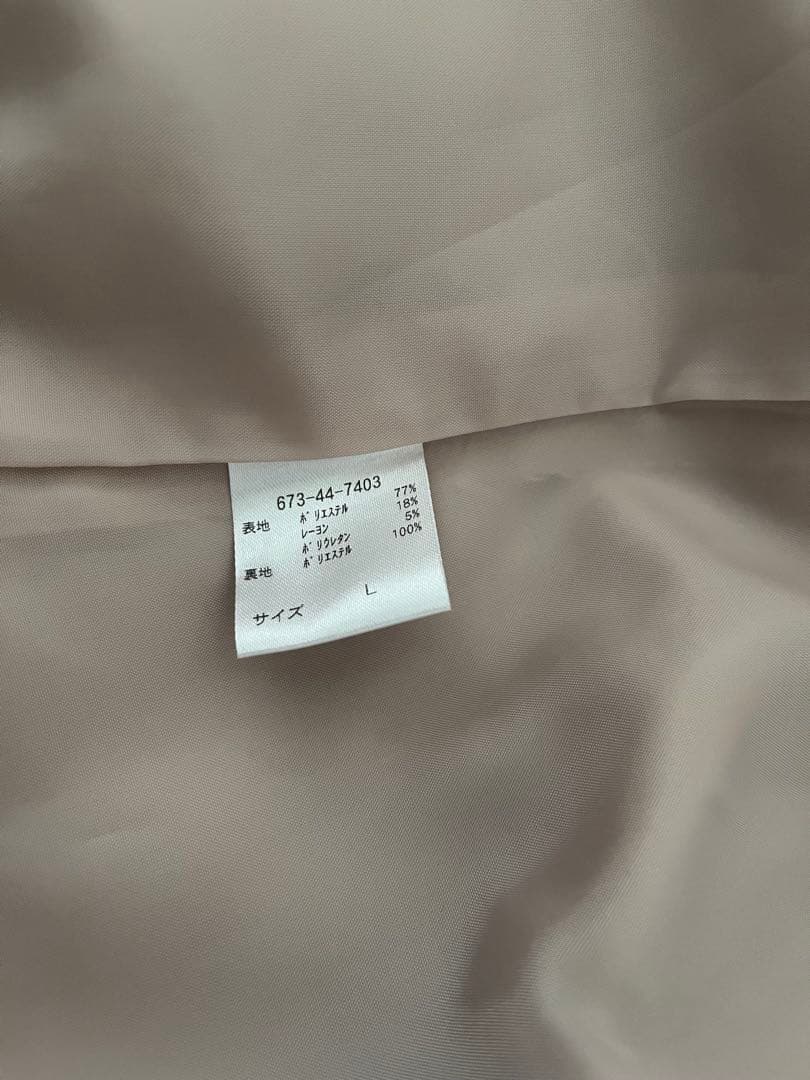 673-44-7403
表地 ﾎﾟﾘｴｽﾃﾙ 77%
ﾚｰﾖﾝ 18%
ﾎﾟﾘｳﾚﾀﾝ 5%
裏地 ﾎﾟﾘｴｽﾃﾙ 100%
サイズ L